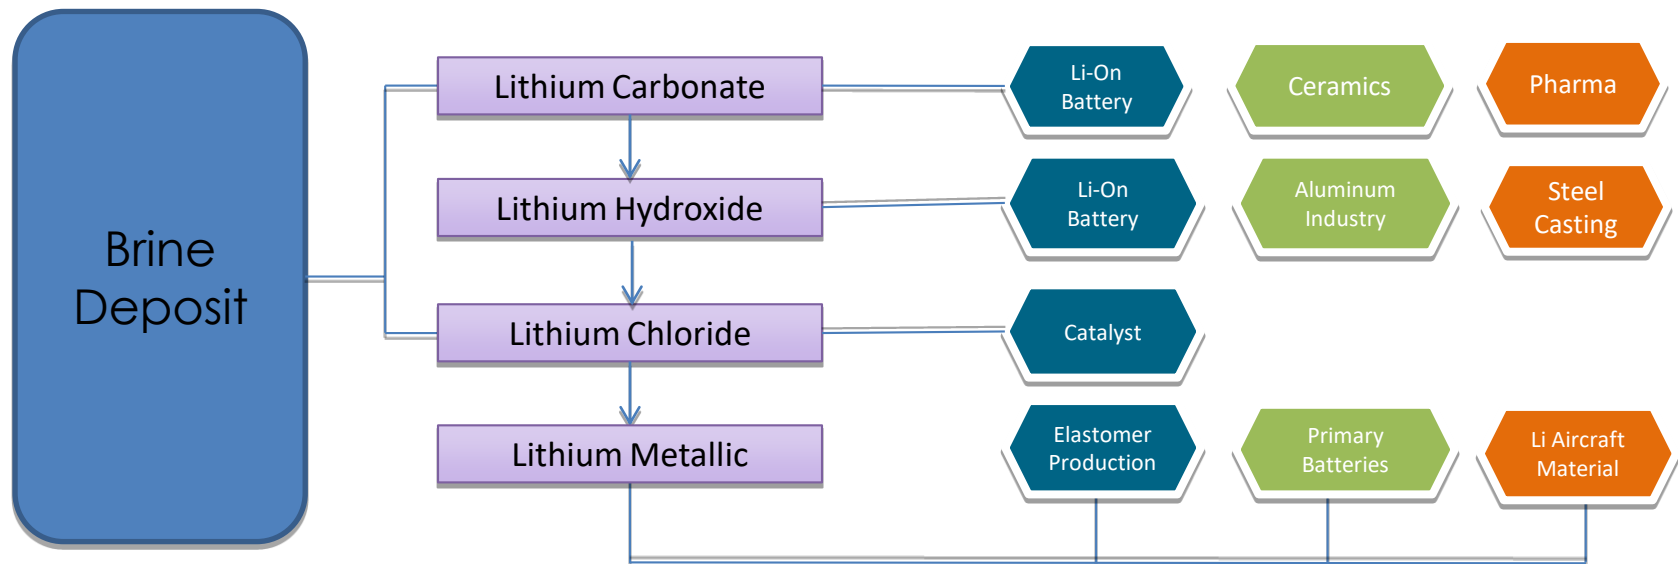 Brine
Deposit
Lithium Carbonate
Li-On
Battery
Ceramics
Pharma
Lithium Hydroxide
Li-On
Battery
Aluminum
Industry
Steel
Casting
Lithium Chloride
Catalyst
Lithium Metallic
Elastomer
Production
Primary
Batteries
Li Aircraft
Material